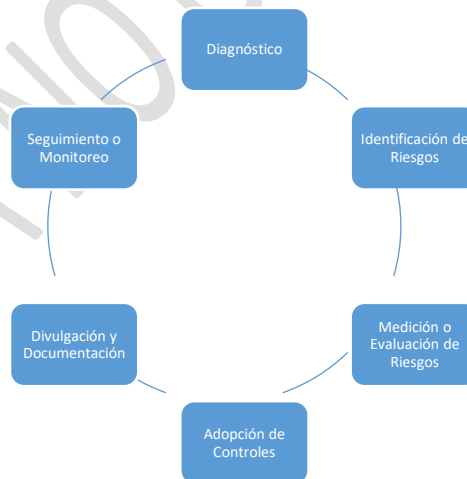 Diagnóstico
Identificación de
Riesgos
Medición o
Evaluación de
Riesgos
Adopción de
Controles
Divulgación y
Documentación
Seguimiento o
Monitoreo